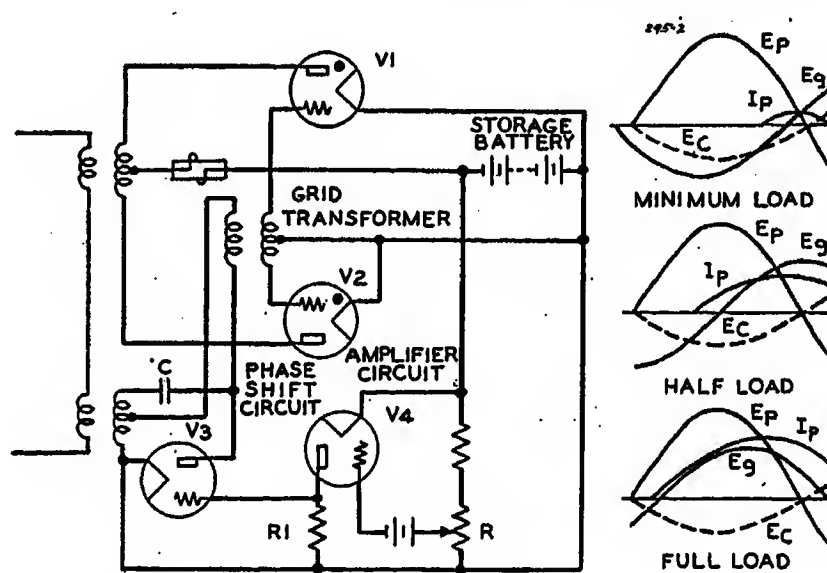 V1
STORAGE
BATTERY
GRID
TRANSFORMER
V2
AMPLIFIER
CIRCUIT
PHASE
SHIFT
CIRCUIT
C
V3
V4
R1
R
Ep
Eg
Ip
Ec
MINIMUM LOAD
Ep
Eg
Ip
Ec
HALF LOAD
Ep
Ip
Eg
Ec
FULL LOAD